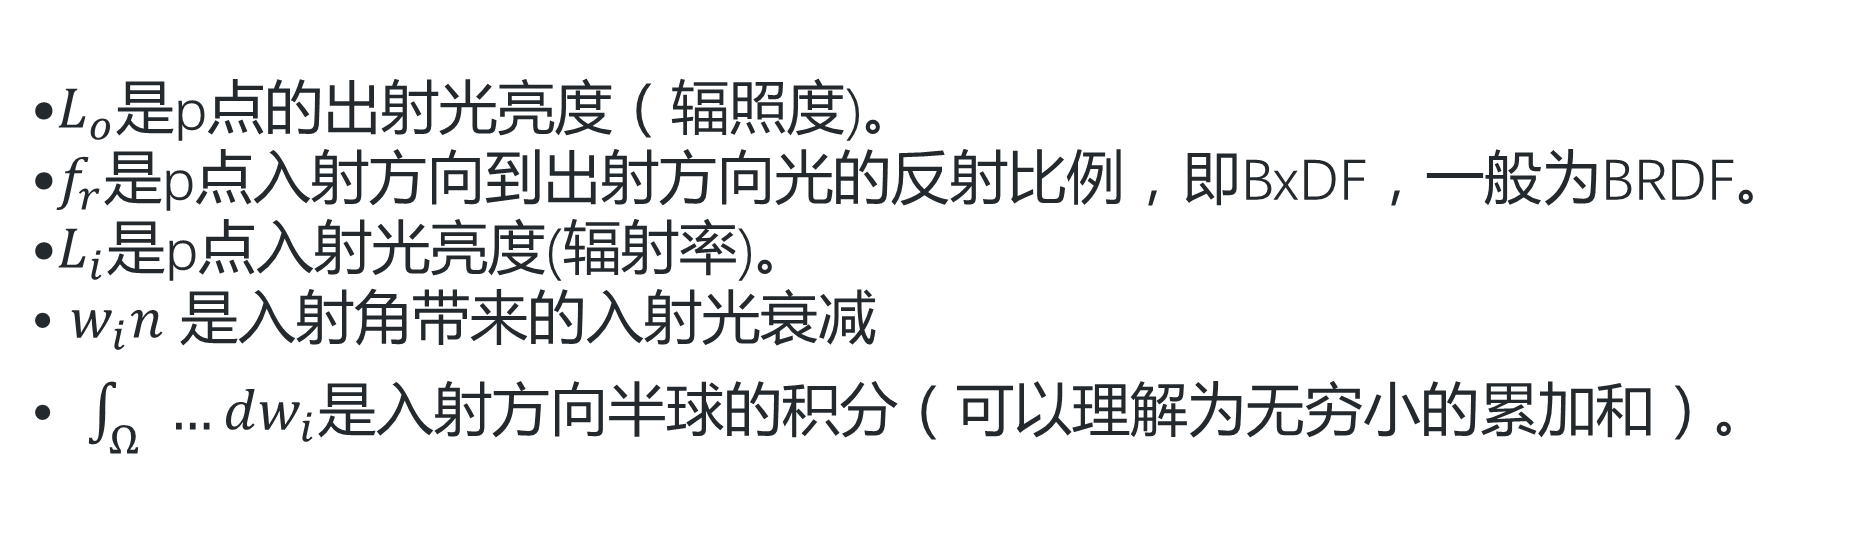 •Lₒ是p点的出射光亮度（辐照度)。
•fᵣ是p点入射方向到出射方向光的反射比例，即BxDF，一般为BRDF。
•Lᵢ是p点入射光亮度(辐射率)。
• wᵢn 是入射角带来的入射光衰减
• ∫_Ω ... dwᵢ是入射方向半球的积分（可以理解为无穷小的累加和）。